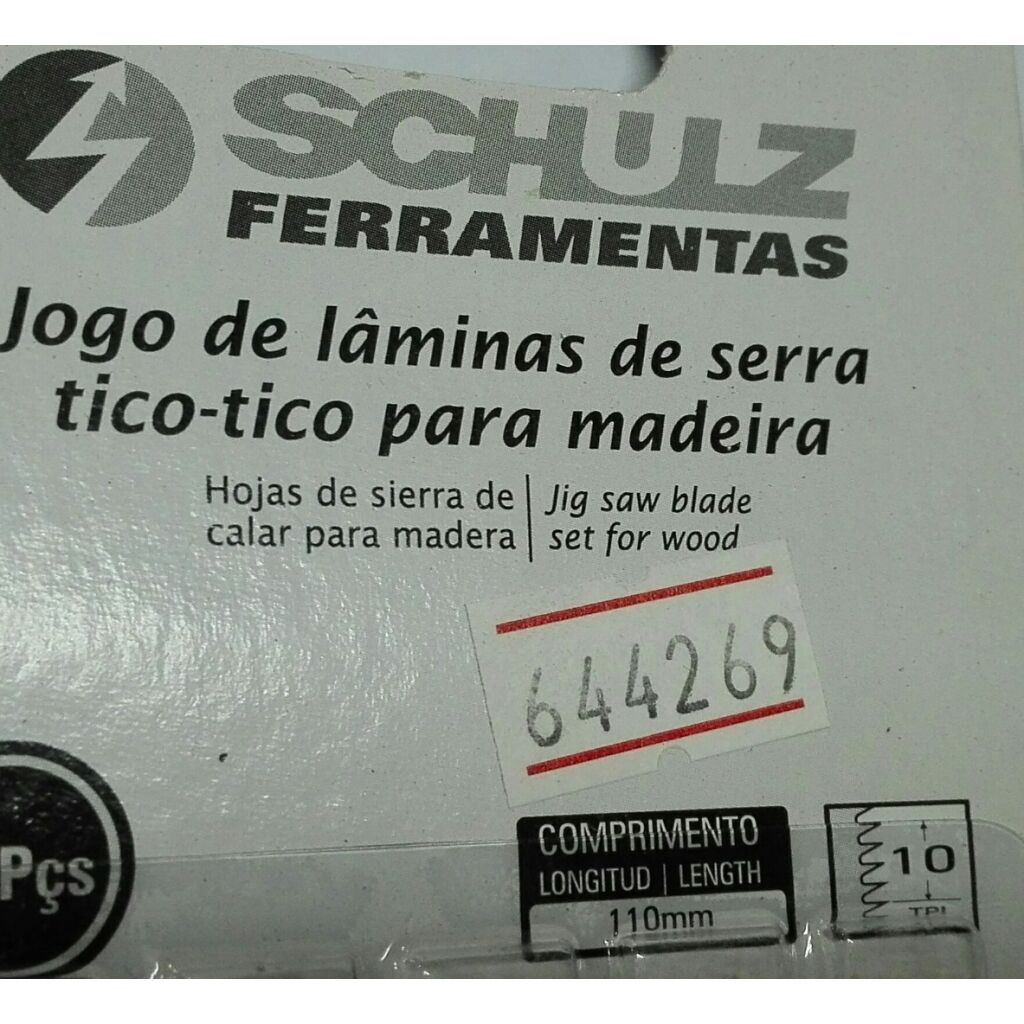 SCHULZ
FERRAMENTAS
Jogo de lâminas de serra
tico-tico para madeira
Hojas de sierra de
calar para madera
Jig saw blade
set for wood
644269
Pçs
COMPRIMENTO
LONGITUD | LENGTH
110mm
10
TPI